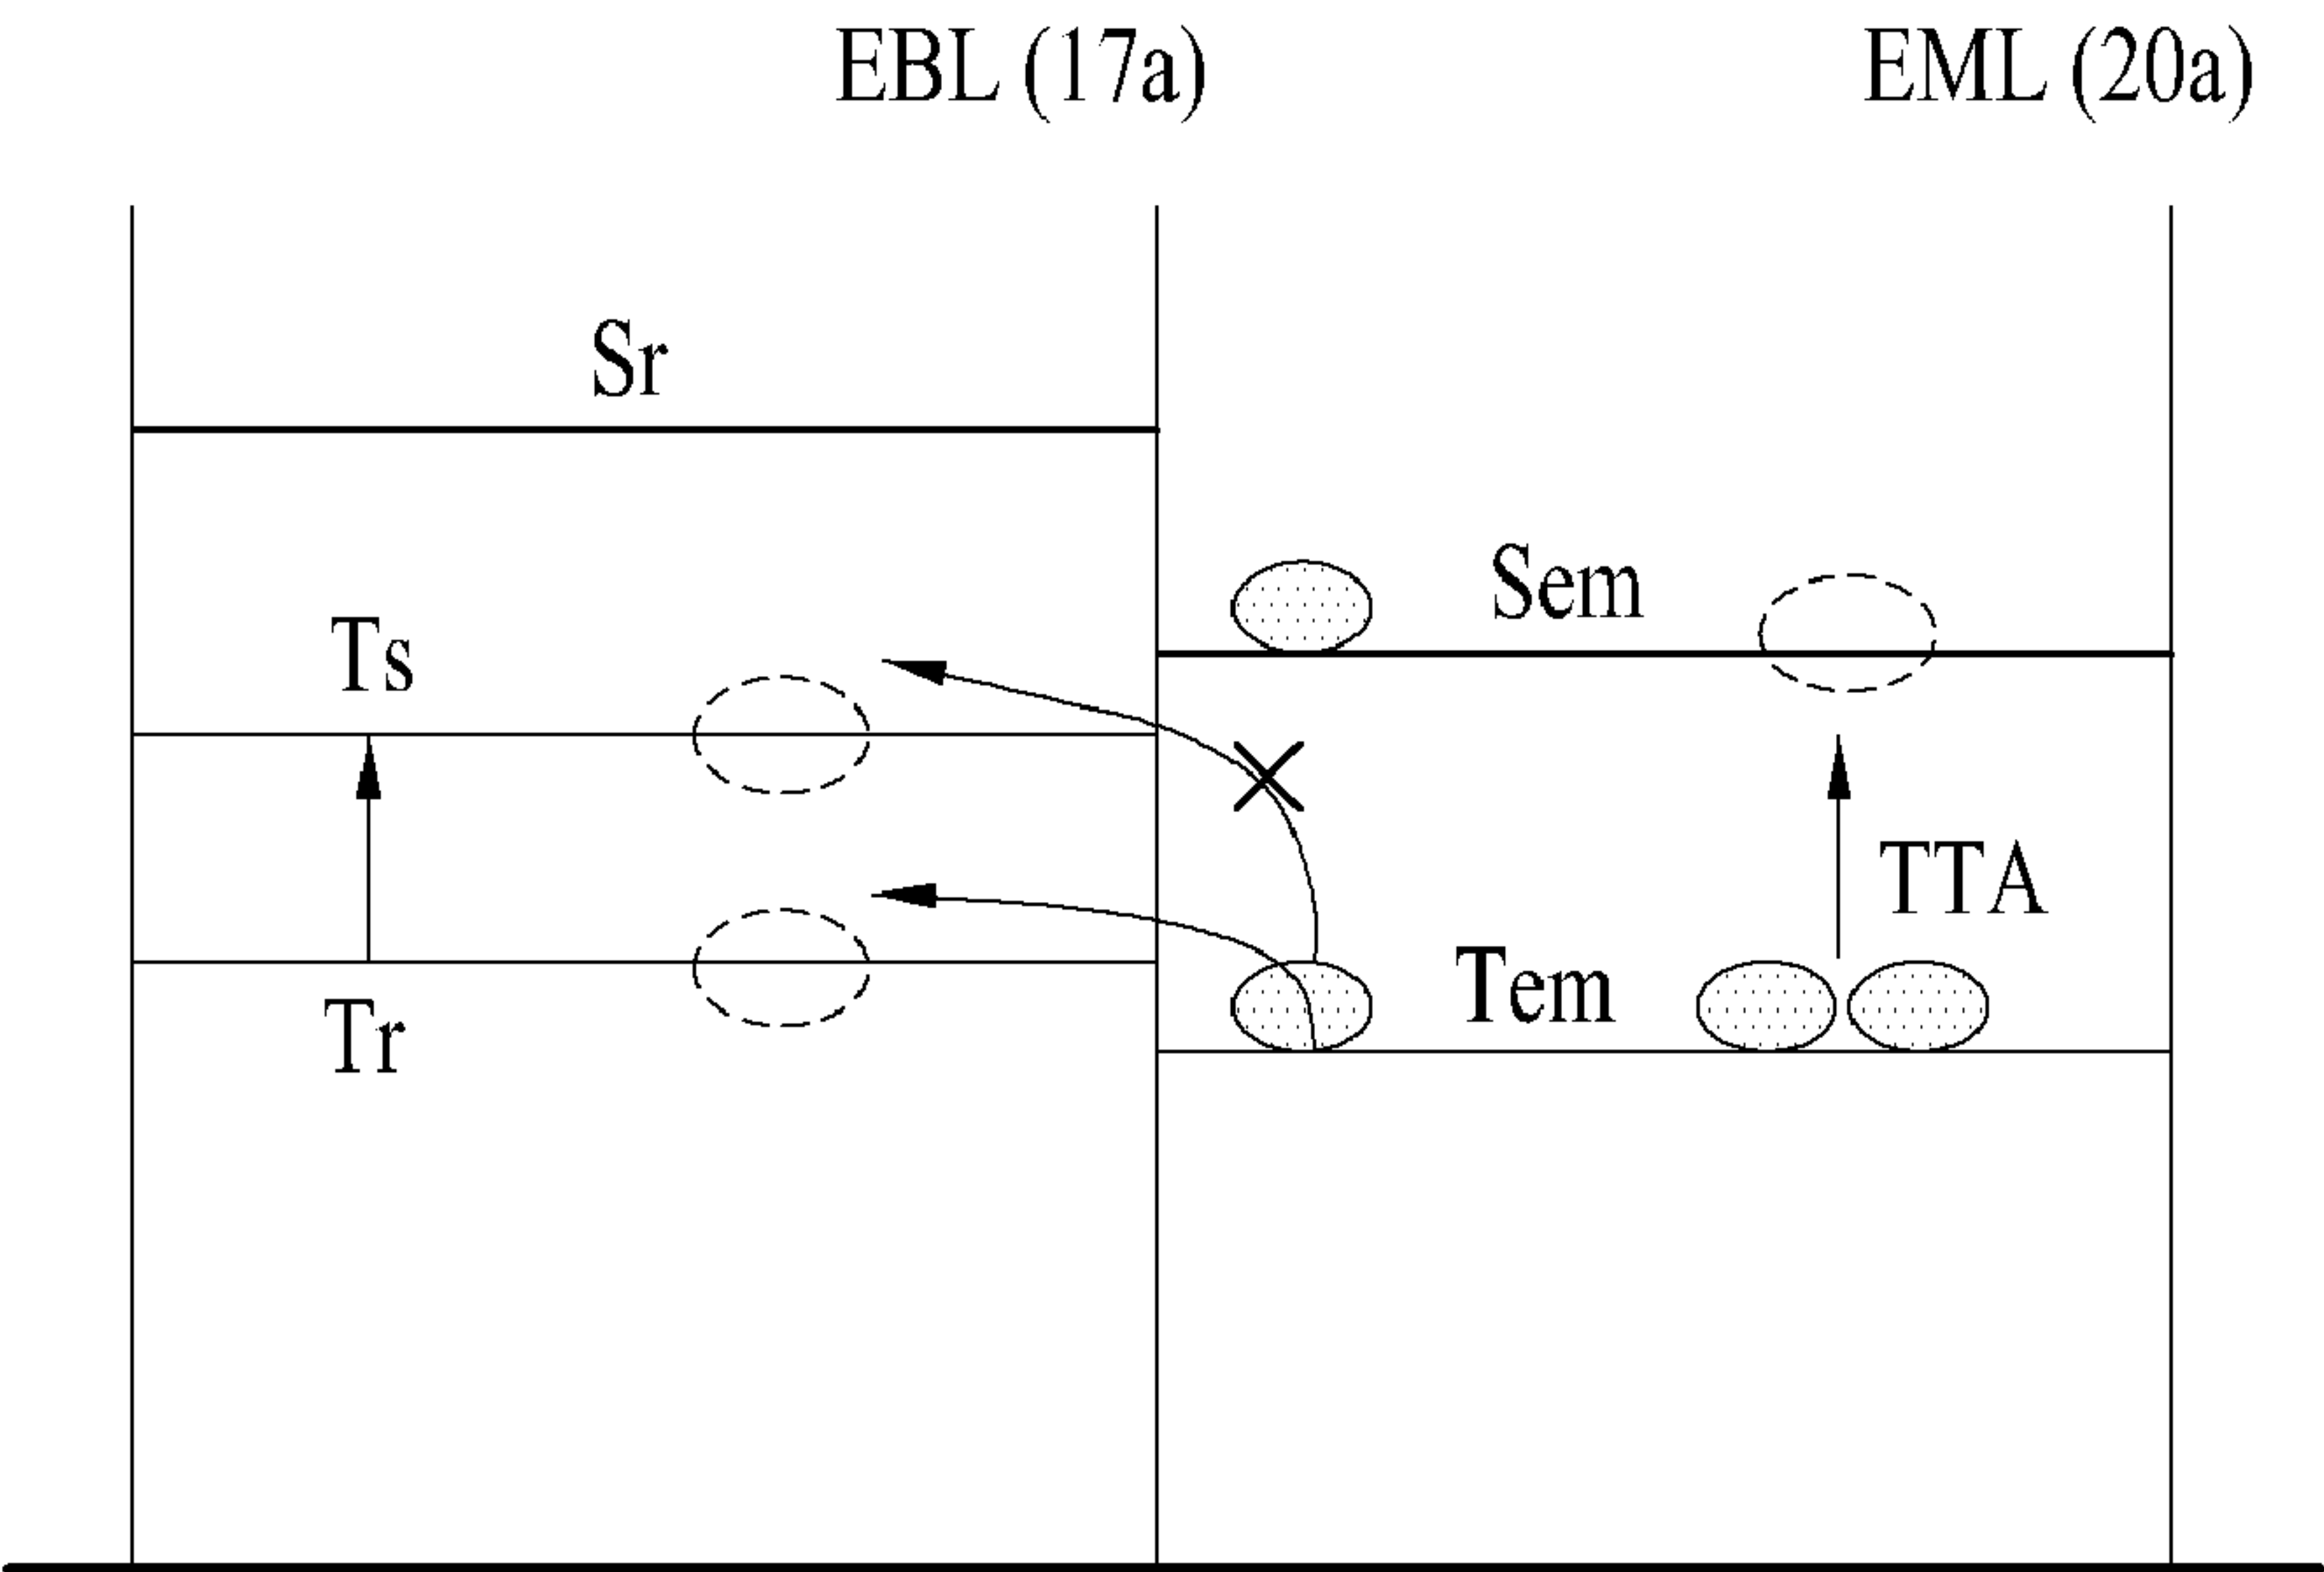 EBL (17a)
EML (20a)
Sr
Sem
Ts
TTA
Tem
Tr